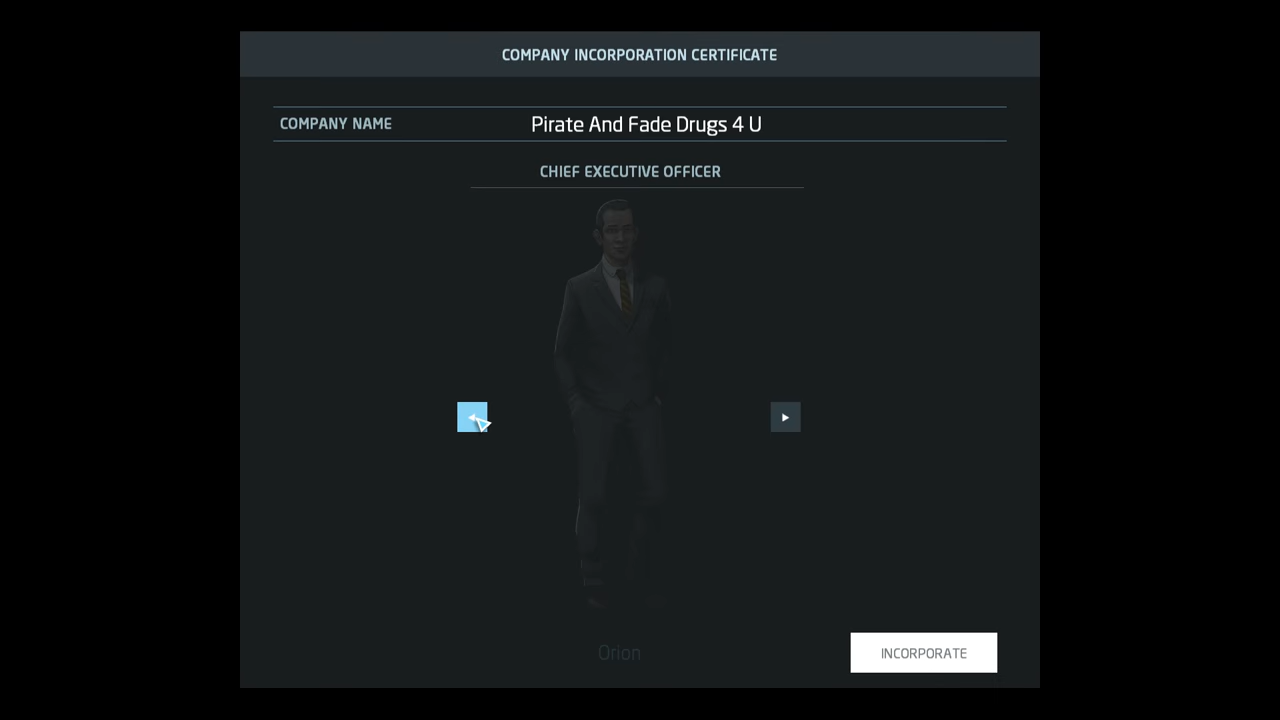 COMPANY INCORPORATION CERTIFICATE
COMPANY NAME
Pirate And Fade Drugs 4 U
CHIEF EXECUTIVE OFFICER
Orion
INCORPORATE